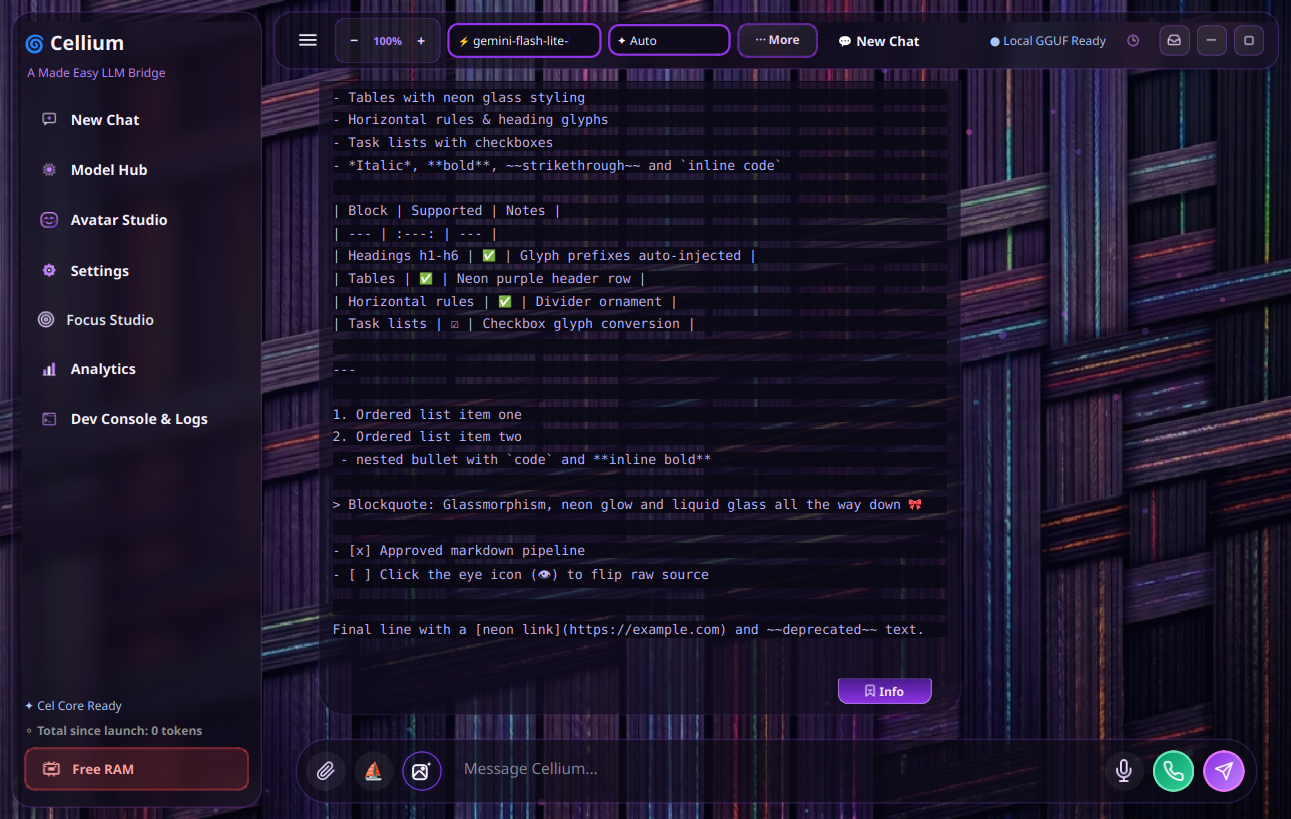 🌀 Cellium
A Made Easy LLM Bridge
New Chat
Model Hub
Avatar Studio
Settings
Focus Studio
Analytics
Dev Console & Logs
✦ Cel Core Ready
◦ Total since launch: 0 tokens
Free RAM
− 100% +
⚡ gemini-flash-lite-
✦ Auto
··· More
💬 New Chat
● Local GGUF Ready
- Tables with neon glass styling
- Horizontal rules & heading glyphs
- Task lists with checkboxes
- *Italic*, **bold**, ~~strikethrough~~ and `inline code`
| Block | Supported | Notes |
| --- | :---: | --- |
| Headings h1-h6 | ✅ | Glyph prefixes auto-injected |
| Tables | ✅ | Neon purple header row |
| Horizontal rules | ✅ | Divider ornament |
| Task lists | ☑ | Checkbox glyph conversion |
---
1. Ordered list item one
2. Ordered list item two
- nested bullet with `code` and **inline bold**
> Blockquote: Glassmorphism, neon glow and liquid glass all the way down 🎀
- [x] Approved markdown pipeline
- [ ] Click the eye icon (👁) to flip raw source
Final line with a [neon link](https://example.com) and ~~deprecated~~ text.
Info
Message Cellium...